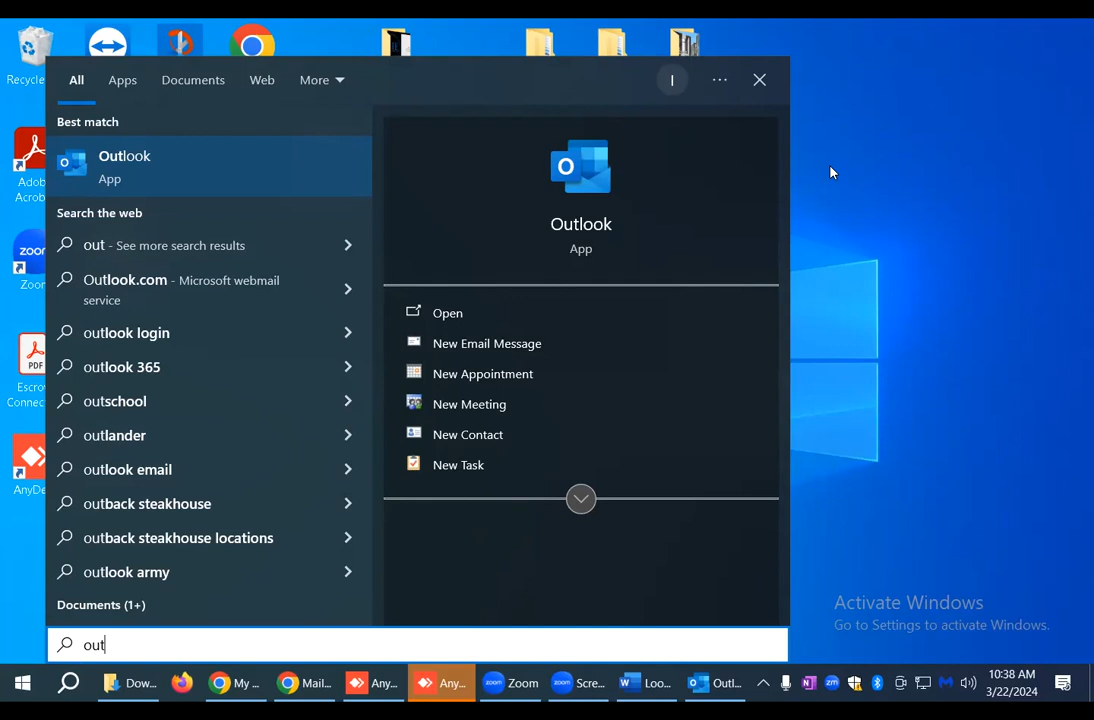 Recycle
All
Apps
Documents
Web
More
I
Best match
Outlook
App
Search the web
out - See more search results
Outlook.com - Microsoft webmail
service
outlook login
outlook 365
outschool
outlander
outlook email
outback steakhouse
outback steakhouse locations
outlook army
Documents (1+)
out
Outlook
App
Open
New Email Message
New Appointment
New Meeting
New Contact
New Task
Adob
Acrob
zoom
Zoom
PDF
Escro
Connec
AnyDe
Activate Windows
Go to Settings to activate Windows.
Dow...
My ...
Mail...
Any...
Any...
Zoom
Scre...
Loo...
Outl...
10:38 AM
3/22/2024